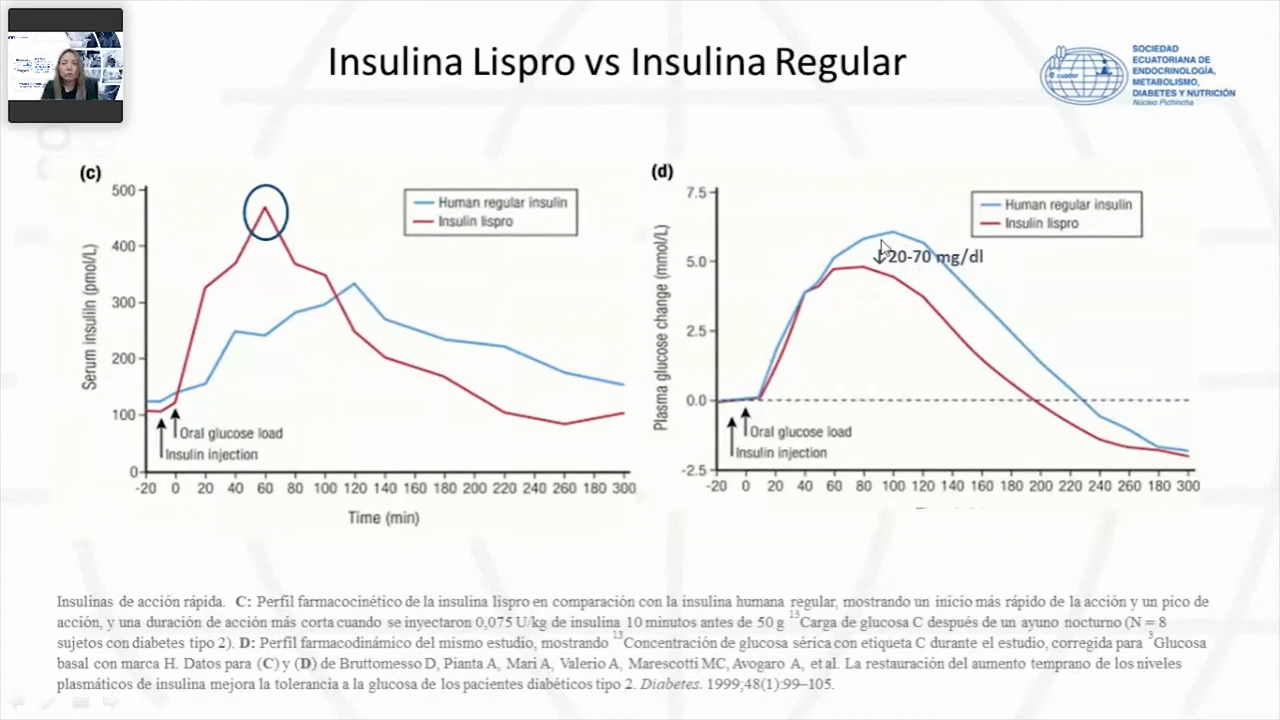 Insulina Lispro vs Insulina Regular
SOCIEDAD
ECUATORIANA DE
ENDOCRINOLOGÍA,
METABOLISMO,
DIABETES Y NUTRICIÓN
Núcleo Pichincha
ecuador
(c)
500
400
300
200
100
0
Serum insulin (pmol/L)
Human regular insulin
Insulin lispro
Oral glucose load
Insulin injection
-20 0 20 40 60 80 100 120 140 160 180 200 220 240 260 180 300
Time (min)
(d)
7.5
5.0
2.5
0.0
-2.5
Plasma glucose change (mmol/L)
Human regular insulin
Insulin lispro
↓20-70 mg/dl
Oral glucose load
Insulin injection
-20 0 20 40 60 80 100 120 140 160 180 200 220 240 260 180 300
Insulinas de acción rápida. C: Perfil farmacocinético de la insulina lispro en comparación con la insulina humana regular, mostrando un inicio más rápido de la acción y un pico de
acción, y una duración de acción más corta cuando se inyectaron 0,075 U/kg de insulina 10 minutos antes de 50 g 13Carga de glucosa C después de un ayuno nocturno (N = 8
sujetos con diabetes tipo 2). D: Perfil farmacodinámico del mismo estudio, mostrando 13Concentración de glucosa sérica con etiqueta C durante el estudio, corregida para 3Glucosa
basal con marca H. Datos para (C) y (D) de Bruttomesso D, Pianta A, Mari A, Valerio A, Marescotti MC, Avogaro A, et al. La restauración del aumento temprano de los niveles
plasmáticos de insulina mejora la tolerancia a la glucosa de los pacientes diabéticos tipo 2. Diabetes. 1999;48(1):99–105.